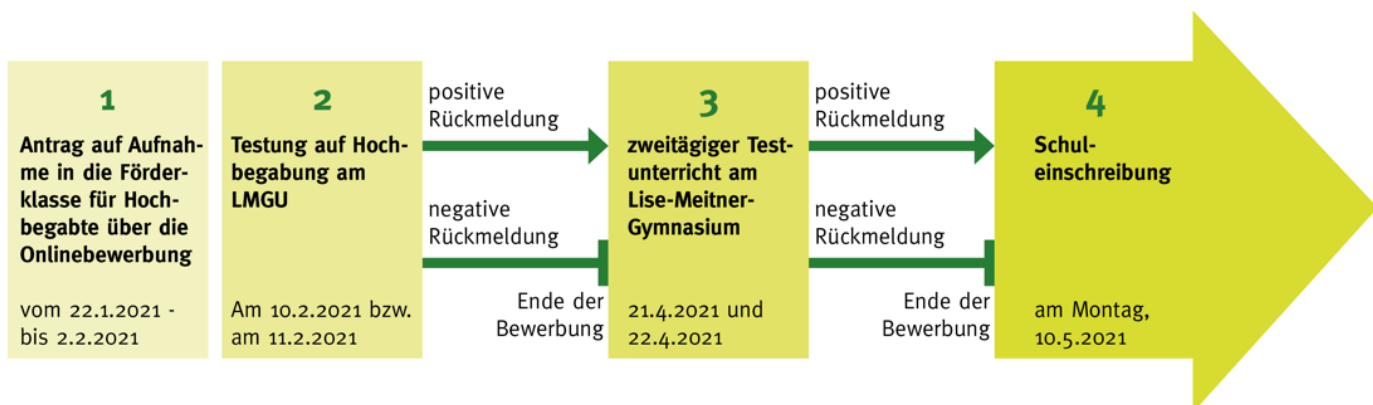 1
Antrag auf Aufnah-
me in die Förder-
klasse für Hoch-
begabte über die
Onlinebewerbung
vom 22.1.2021 -
bis 2.2.2021
2
Testung auf Hoch-
begabung am
LMGU
Am 10.2.2021 bzw.
am 11.2.2021
positive
Rückmeldung
negative
Rückmeldung
Ende der
Bewerbung
3
zweitägiger Test-
unterricht am
Lise-Meitner-
Gymnasium
21.4.2021 und
22.4.2021
positive
Rückmeldung
negative
Rückmeldung
Ende der
Bewerbung
4
Schul-
einschreibung
am Montag,
10.5.2021